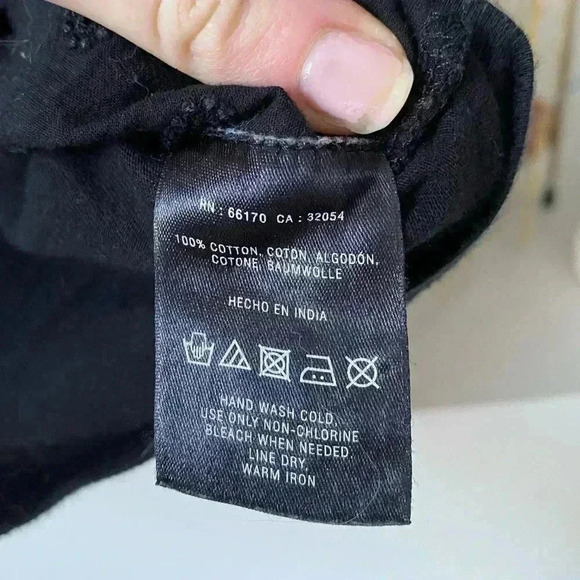 RN : 66170 CA : 32054
100% COTTON, COTON, ALGODÓN,
COTONE, BAUMWOLLE
HECHO EN INDIA
HAND WASH COLD,
USE ONLY NON-CHLORINE
BLEACH WHEN NEEDED.
LINE DRY,
WARM IRON